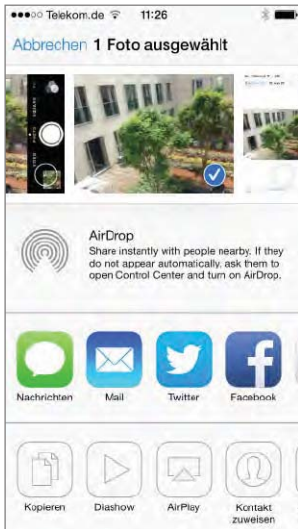 Telekom.de 11:26
Abbrechen 1 Foto ausgewählt
AirDrop
Share instantly with people nearby. If they
do not appear automatically, ask them to
open Control Center and turn on AirDrop.
Nachrichten Mail Twitter Facebook
Kopieren Diashow AirPlay Kontakt
zuweisen